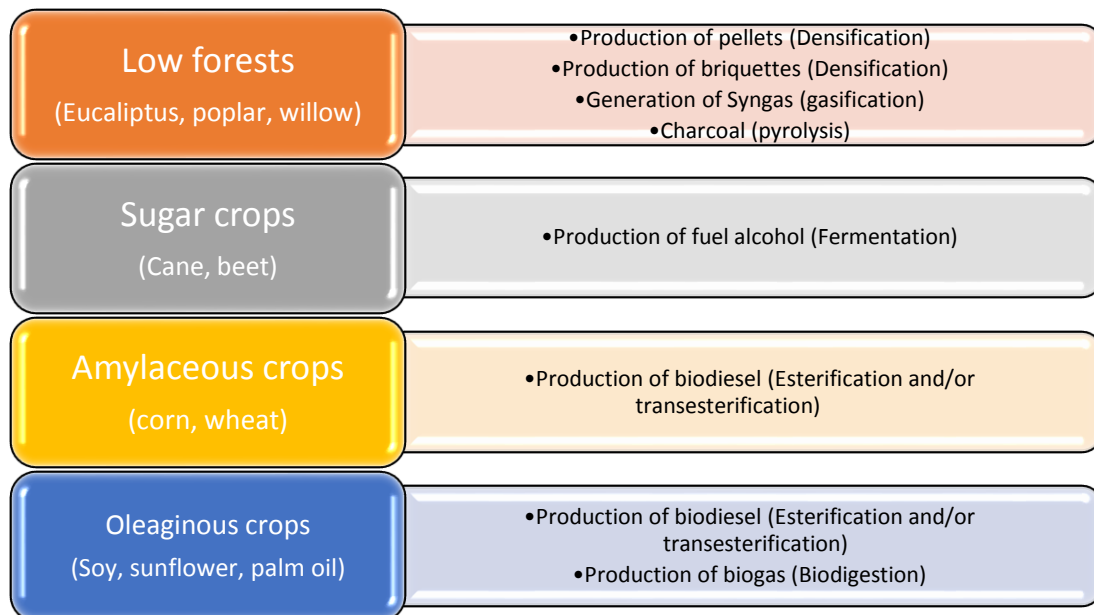 Low forests
(Eucaliptus, poplar, willow)
•Production of pellets (Densification)
•Production of briquettes (Densification)
•Generation of Syngas (gasification)
•Charcoal (pyrolysis)
Sugar crops
(Cane, beet)
•Production of fuel alcohol (Fermentation)
Amylaceous crops
(corn, wheat)
•Production of biodiesel (Esterification and/or
transesterification)
Oleaginous crops
(Soy, sunflower, palm oil)
•Production of biodiesel (Esterification and/or
transesterification)
•Production of biogas (Biodigestion)